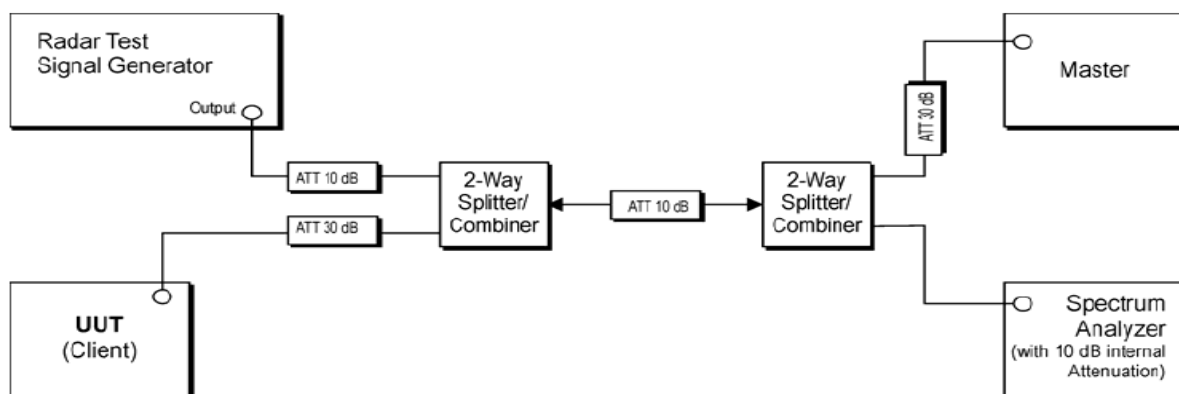 Radar Test
Signal Generator
Output
ATT 10 dB
ATT 30 dB
2-Way
Splitter/
Combiner
ATT 10 dB
2-Way
Splitter/
Combiner
ATT 30 dB
Master
UUT
(Client)
Spectrum
Analyzer
(with 10 dB internal
Attenuation)